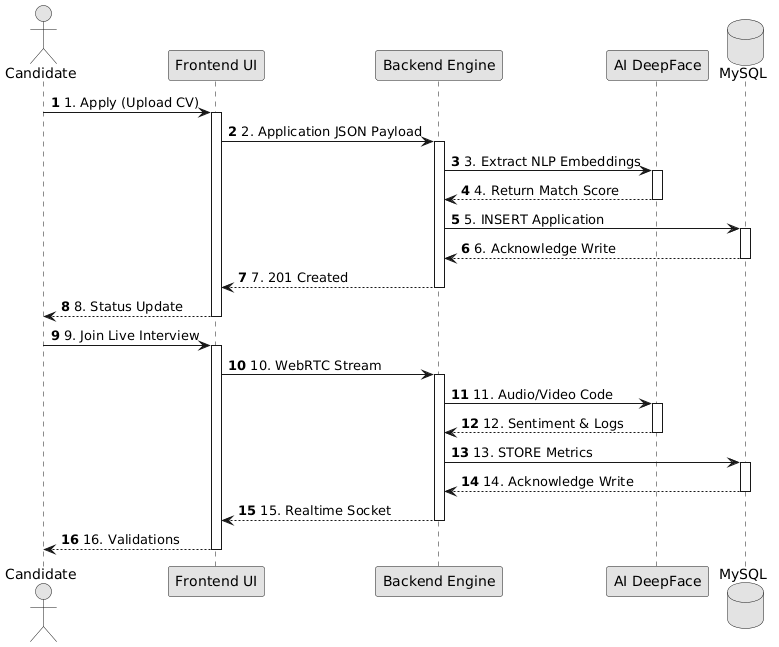 Candidate
Frontend UI
Backend Engine
AI DeepFace
MySQL
1 1. Apply (Upload CV)
2 2. Application JSON Payload
3 3. Extract NLP Embeddings
4 4. Return Match Score
5 5. INSERT Application
6 6. Acknowledge Write
7 7. 201 Created
8 8. Status Update
9 9. Join Live Interview
10 10. WebRTC Stream
11 11. Audio/Video Code
12 12. Sentiment & Logs
13 13. STORE Metrics
14 14. Acknowledge Write
15 15. Realtime Socket
16 16. Validations
Candidate
Frontend UI
Backend Engine
AI DeepFace
MySQL